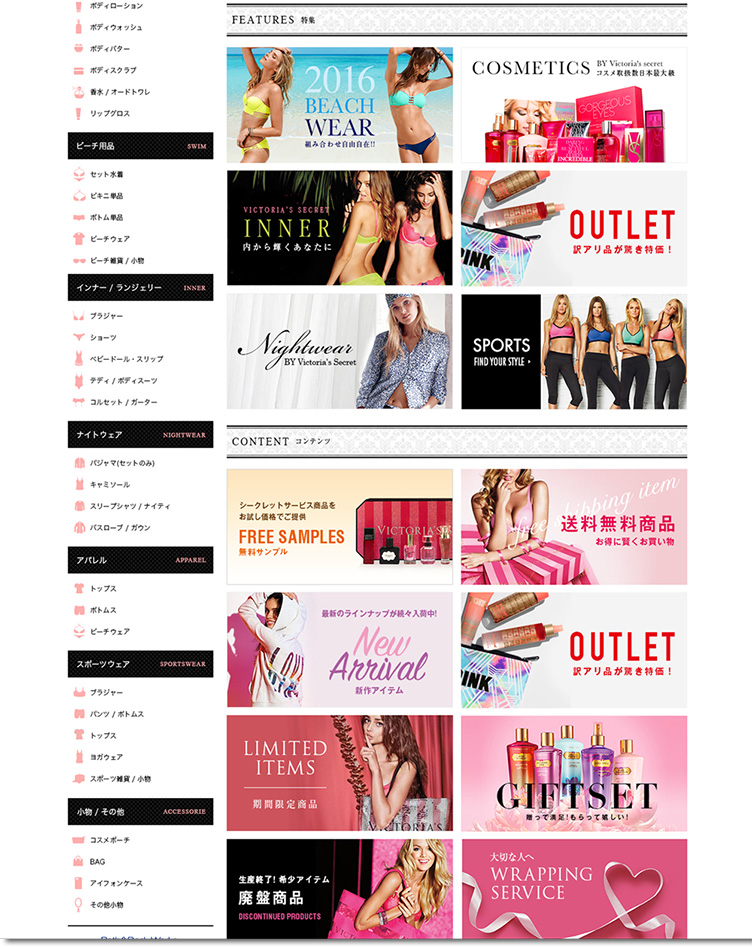 ボディローション
ボディウォッシュ
ボディバター
ボディスクラブ
香水 / オードトワレ
リップグロス
ビーチ用品 SWIM
セット水着
ビキニ単品
ボトム単品
ビーチウェア
ビーチ雑貨 / 小物
インナー / ランジェリー INNER
ブラジャー
ショーツ
ベビードール・スリップ
テディ / ボディスーツ
コルセット / ガーター
ナイトウェア NIGHTWEAR
パジャマ(セットのみ)
キャミソール
スリープシャツ / ナイティ
バスローブ / ガウン
アパレル APPAREL
トップス
ボトムス
ビーチウェア
スポーツウェア SPORTSWEAR
ブラジャー
パンツ / ボトムス
トップス
ヨガウェア
スポーツ雑貨 / 小物
小物 / その他 ACCESSORIE
コスメポーチ
BAG
アイフォンケース
その他小物
FEATURES 特集
2016
BEACH
WEAR
組み合わせ自由自在!!
COSMETICS BY Victoria's secret
コスメ取扱数日本最大級
GORGEOUS
EYES
INCREDIBLE
VICTORIA'S SECRET
INNER
内から輝くあなたに
PINK
OUTLET
訳アリ品が驚き特価！
Nightwear
BY Victoria's Secret
SPORTS
FIND YOUR STYLE
CONTENT コンテンツ
シークレットサービス商品を
お試し価格でご提供
FREE SAMPLES
無料サンプル
VICTORIA'S
free shipping item
送料無料商品
お得に賢くお買い物
最新のラインナップが続々入荷中!
New
Arrival
新作アイテム
PINK
OUTLET
訳アリ品が驚き特価！
LIMITED
ITEMS
期間限定商品
VICTORIA'S
GIFTSET
贈って満足!もらって嬉しい!
生産終了! 希少アイテム
廃盤商品
DISCONTINUED PRODUCTS
大切な人へ
WRAPPING
SERVICE